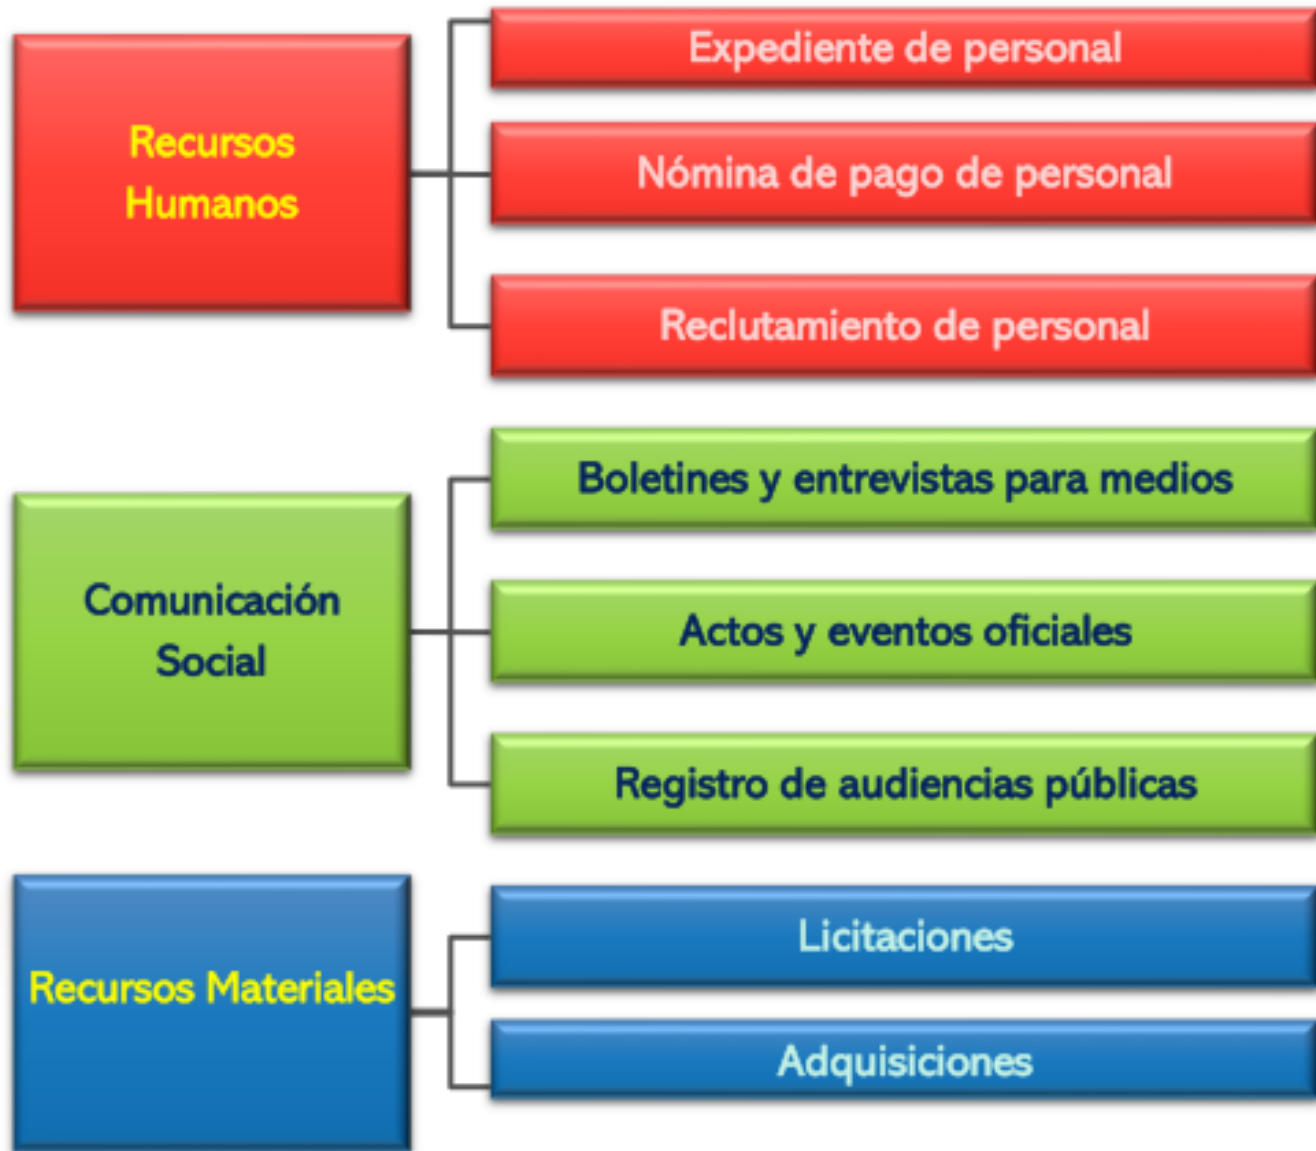 Recursos
Humanos
Expediente de personal
Nómina de pago de personal
Reclutamiento de personal
Comunicación
Social
Boletines y entrevistas para medios
Actos y eventos oficiales
Registro de audiencias públicas
Recursos Materiales
Licitaciones
Adquisiciones